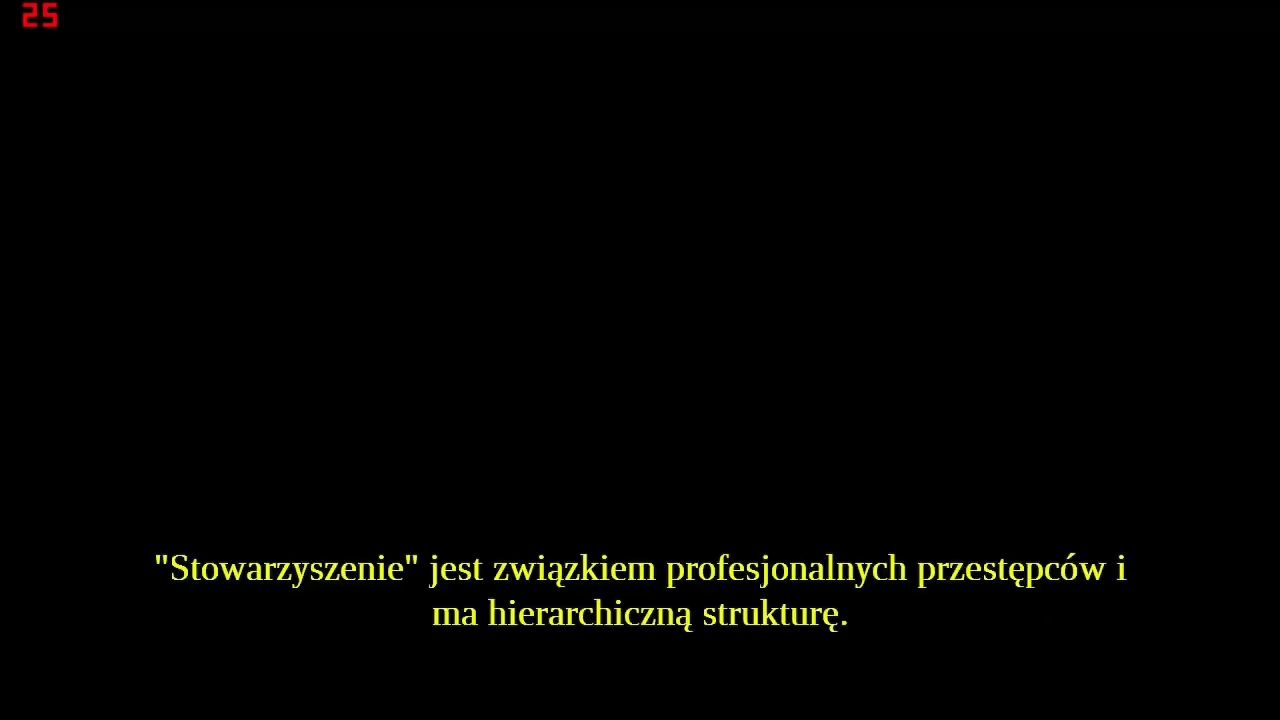 25
"Stowarzyszenie" jest związkiem profesjonalnych przestępców i
ma hierarchiczną strukturę.